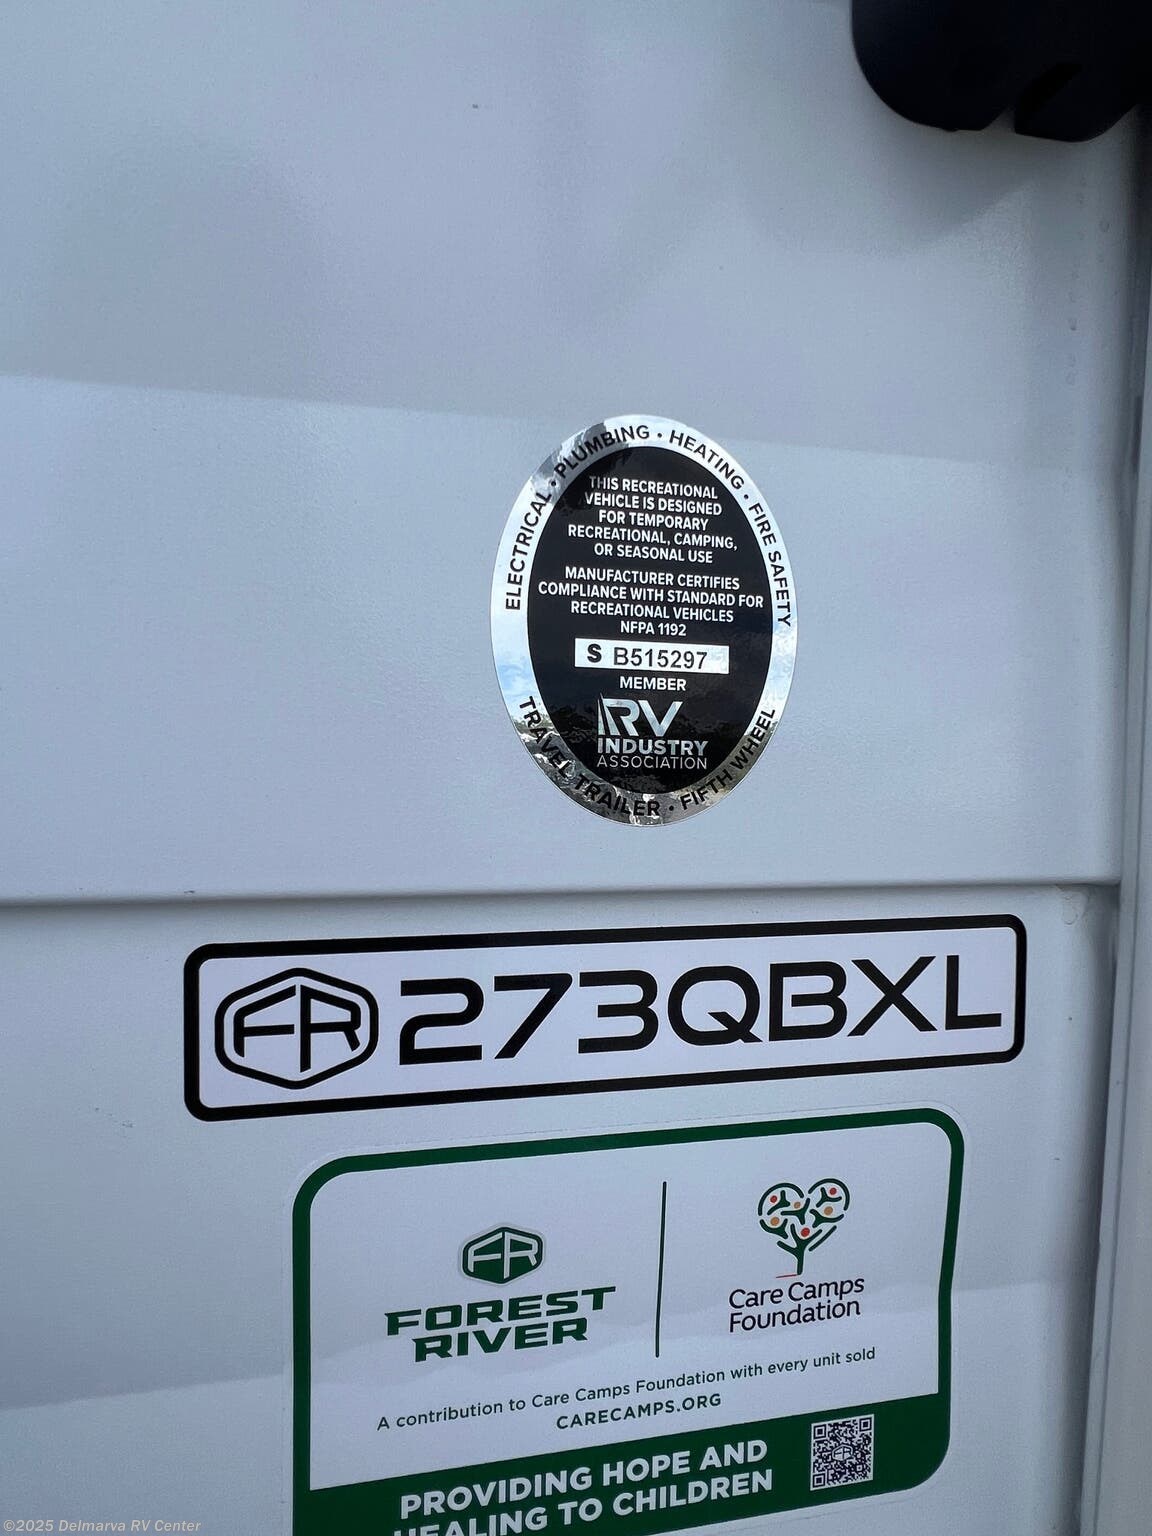 ELECTRICAL • PLUMBING • HEATING • FIRE SAFETY
THIS RECREATIONAL
VEHICLE IS DESIGNED
FOR TEMPORARY
RECREATIONAL, CAMPING,
OR SEASONAL USE
MANUFACTURER CERTIFIES
COMPLIANCE WITH STANDARD FOR
RECREATIONAL VEHICLES
NFPA 1192
S B515297
MEMBER
RV
INDUSTRY
ASSOCIATION
TRAVEL TRAILER • FIFTH WHEEL
FR 273QBXL
FR
FOREST
RIVER
Care Camps
Foundation
A contribution to Care Camps Foundation with every unit sold
CARECAMPS.ORG
PROVIDING HOPE AND
HEALING TO CHILDREN
©2025 Delmarva RV Center